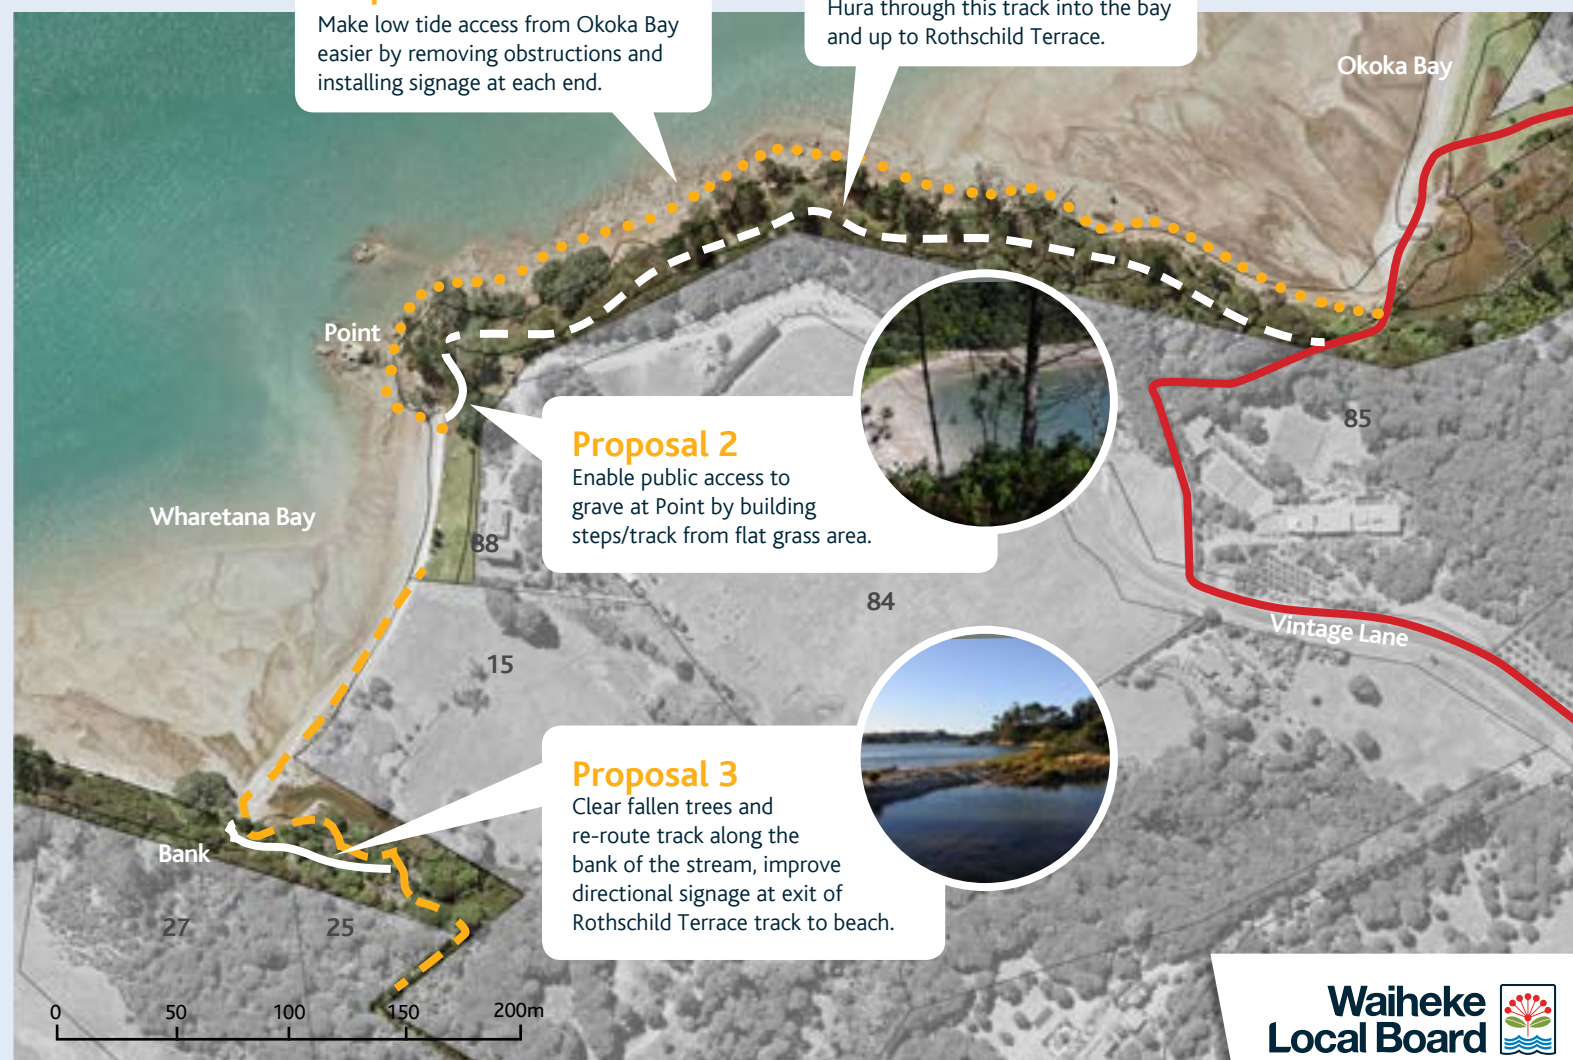 Make low tide access from Okoka Bay
easier by removing obstructions and
installing signage at each end.
Hura through this track into the bay
and up to Rothschild Terrace.
Okoka Bay
Point
85
Proposal 2
Enable public access to
grave at Point by building
steps/track from flat grass area.
Wharetana Bay
88
84
Vintage Lane
15
Proposal 3
Clear fallen trees and
re-route track along the
bank of the stream, improve
directional signage at exit of
Rothschild Terrace track to beach.
Bank
27
25
0 50 100 150 200m
Waiheke
Local Board